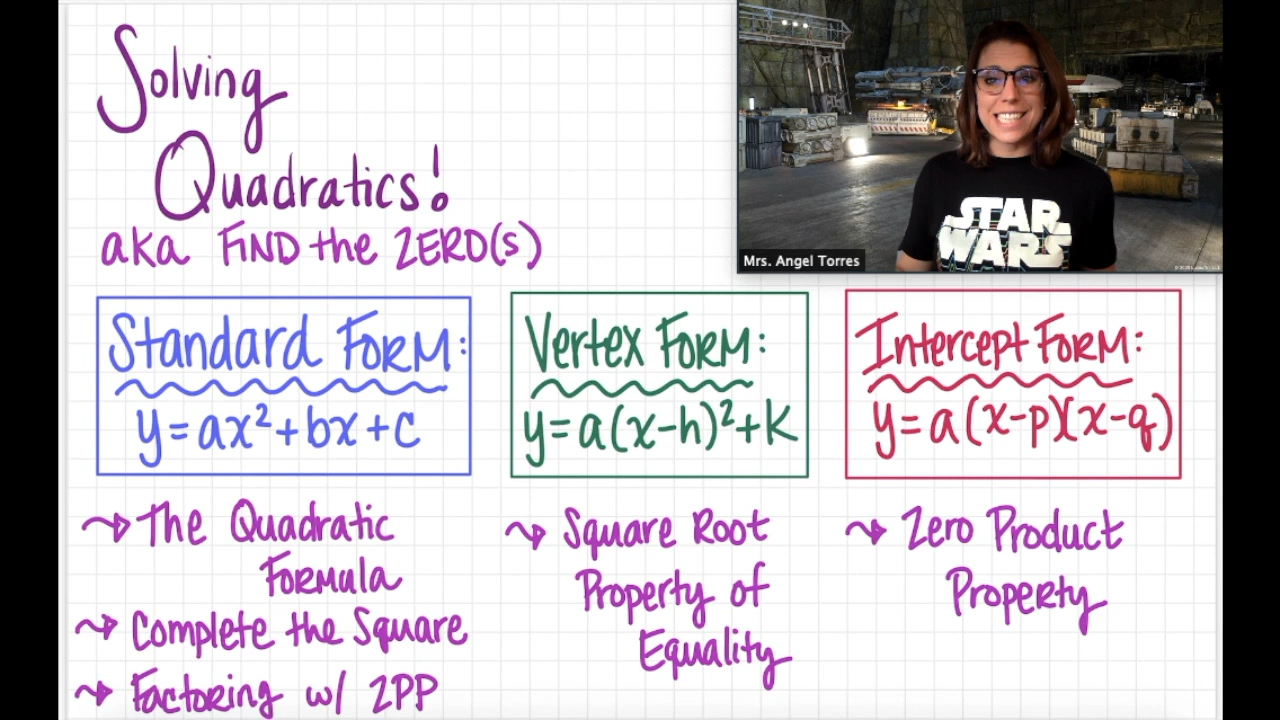 Solving
Quadratics!
aka FIND the ZERO(s)
STAR
WARS
Mrs. Angel Torres
Standard FORM:
y=ax²+bx+c
Vertex FORM:
y=a(x-h)²+k
Intercept FORM:
y=a(x-p)(x-q)
The Quadratic
FORMULA
Complete the Square
Factoring w/ ZPP
Square Root
Property of
Equality
Zero Product
Property